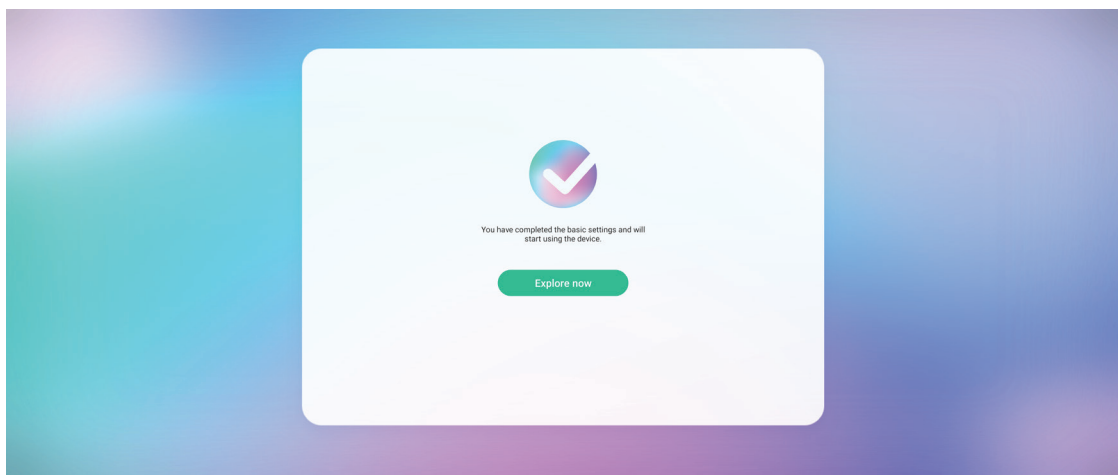 You have completed the basic settings and will
start using the device.
Explore now